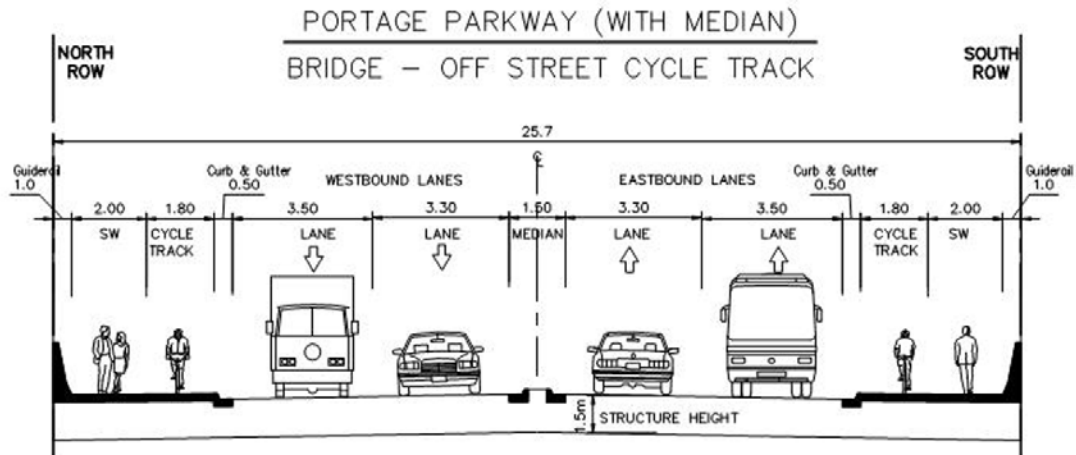 PORTAGE PARKWAY (WITH MEDIAN)
BRIDGE – OFF STREET CYCLE TRACK
NORTH
ROW
SOUTH
ROW
25.7
℄
Guiderail
1.0
Curb & Gutter
0.50
WESTBOUND LANES
EASTBOUND LANES
Curb & Gutter
0.50
Guiderail
1.0
2.00 1.80 3.50 3.30 1.50 3.30 3.50 1.80 2.00
SW CYCLE TRACK LANE LANE MEDIAN LANE LANE CYCLE TRACK SW
1.5m
STRUCTURE HEIGHT